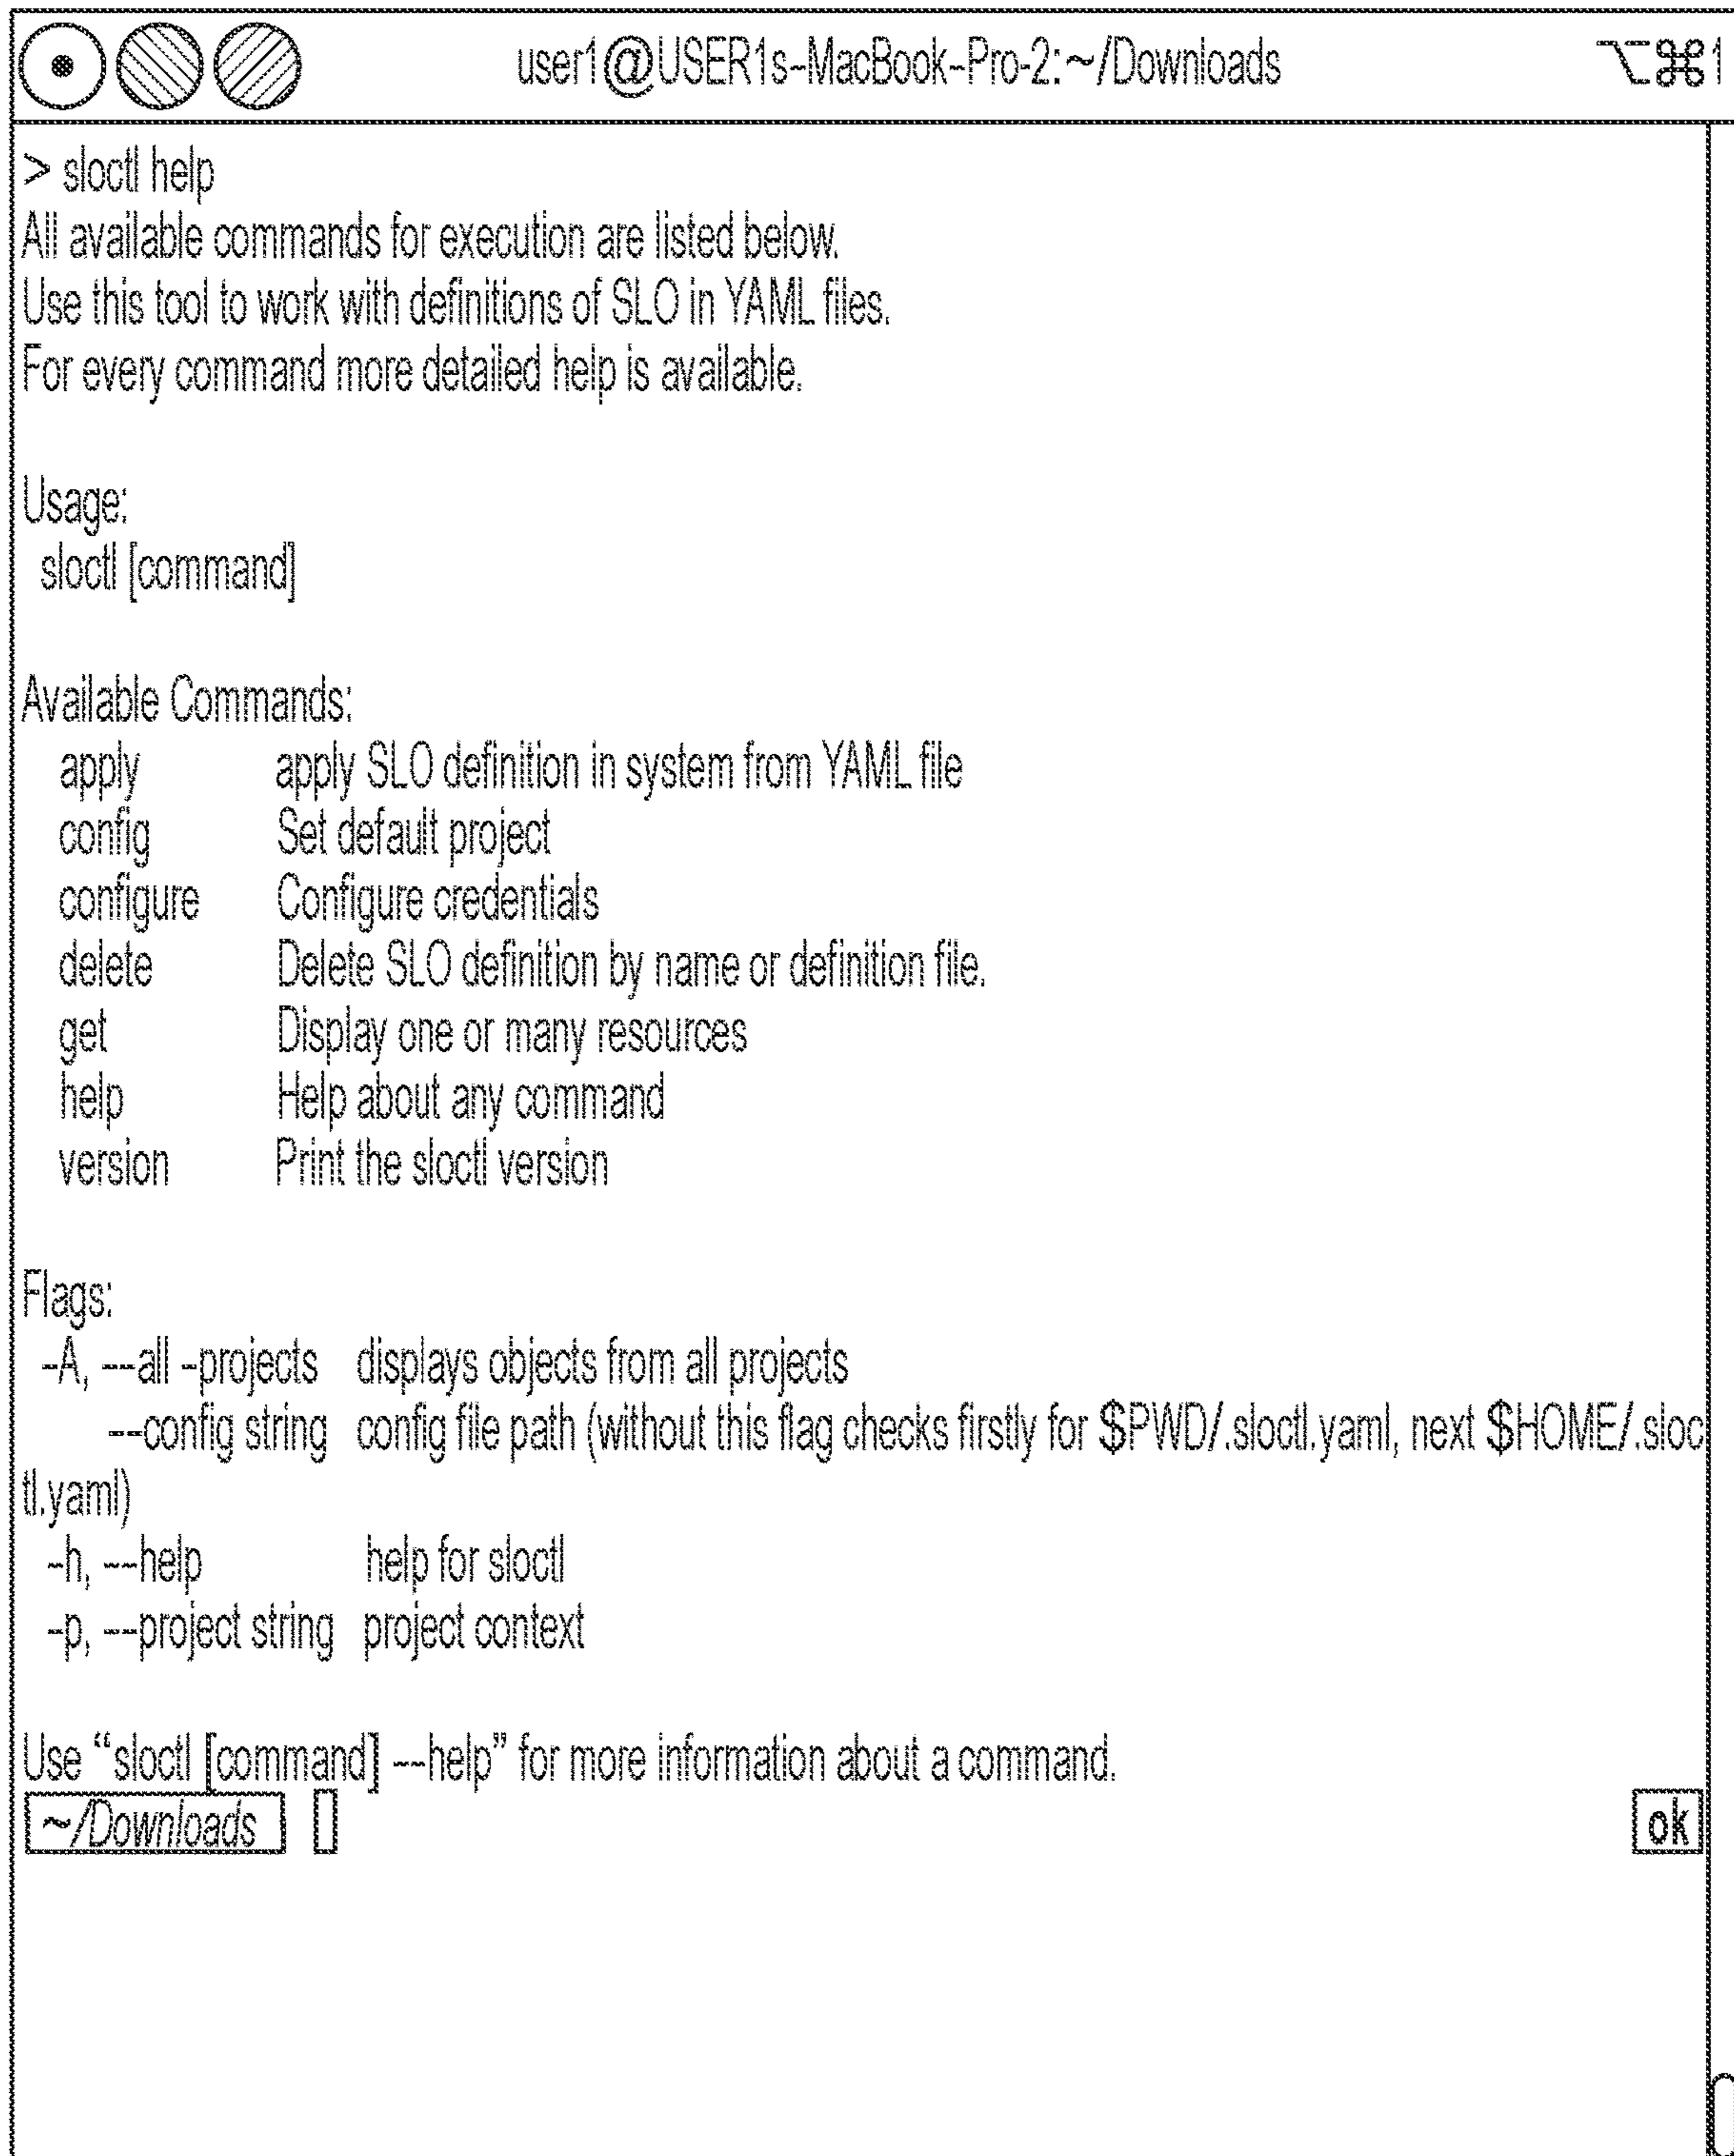 user1@USER1s-MacBook-Pro-2:~/Downloads ⌥⌘1
> sloctl help
All available commands for execution are listed below.
Use this tool to work with definitions of SLO in YAML files.
For every command more detailed help is available.
Usage:
sloctl [command]
Available Commands:
apply apply SLO definition in system from YAML file
config Set default project
configure Configure credentials
delete Delete SLO definition by name or definition file.
get Display one or many resources
help Help about any command
version Print the sloctl version
Flags:
-A, --all -projects displays objects from all projects
--config string config file path (without this flag checks firstly for $PWD/.sloctl.yaml, next $HOME/.sloc
tl.yaml)
-h, --help help for sloctl
-p, --project string project context
Use “sloctl [command] --help” for more information about a command.
~/Downloads ok